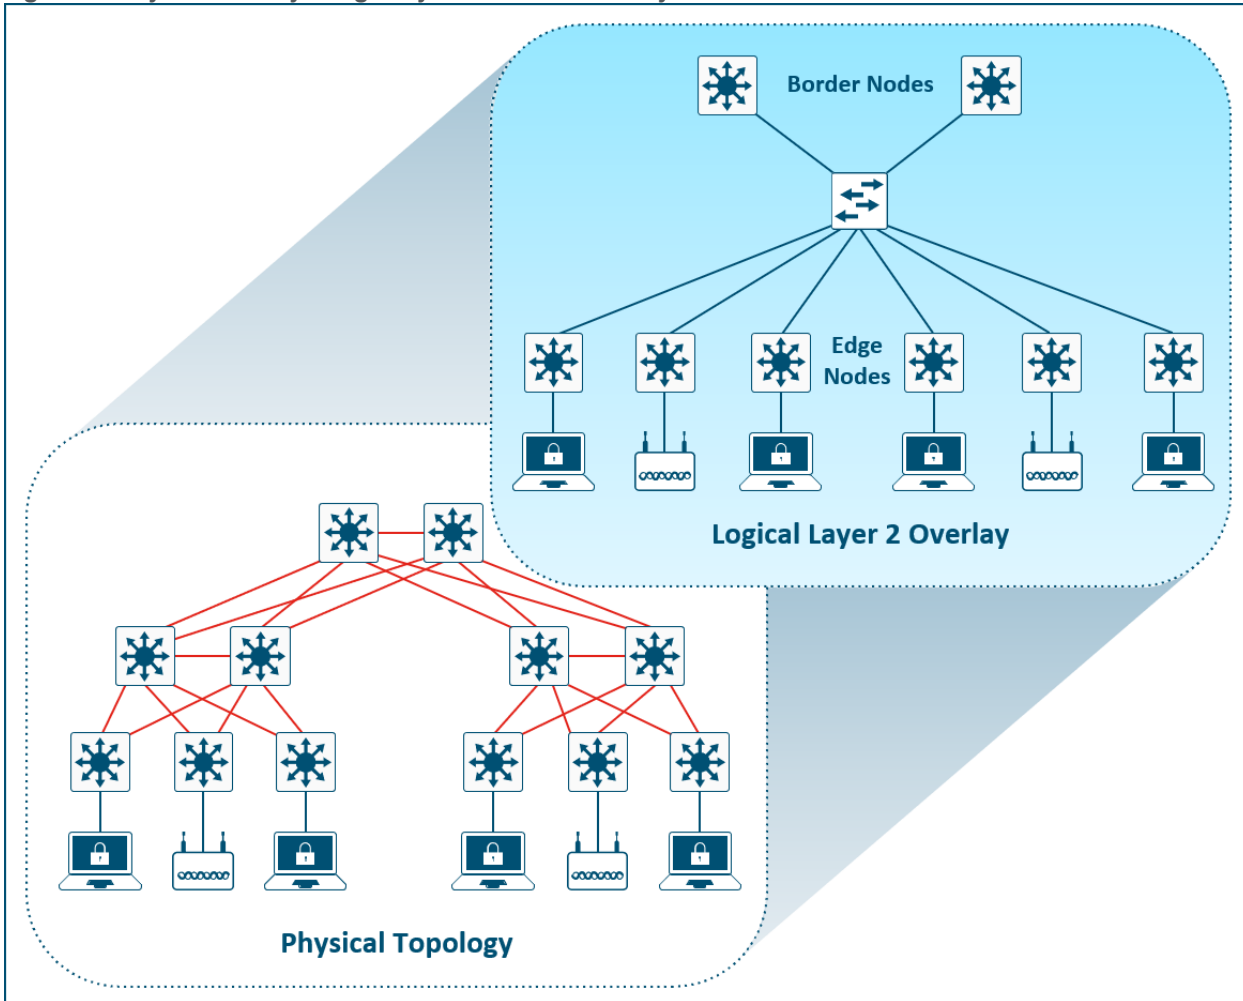 Border Nodes
Edge
Nodes
Logical Layer 2 Overlay
Physical Topology